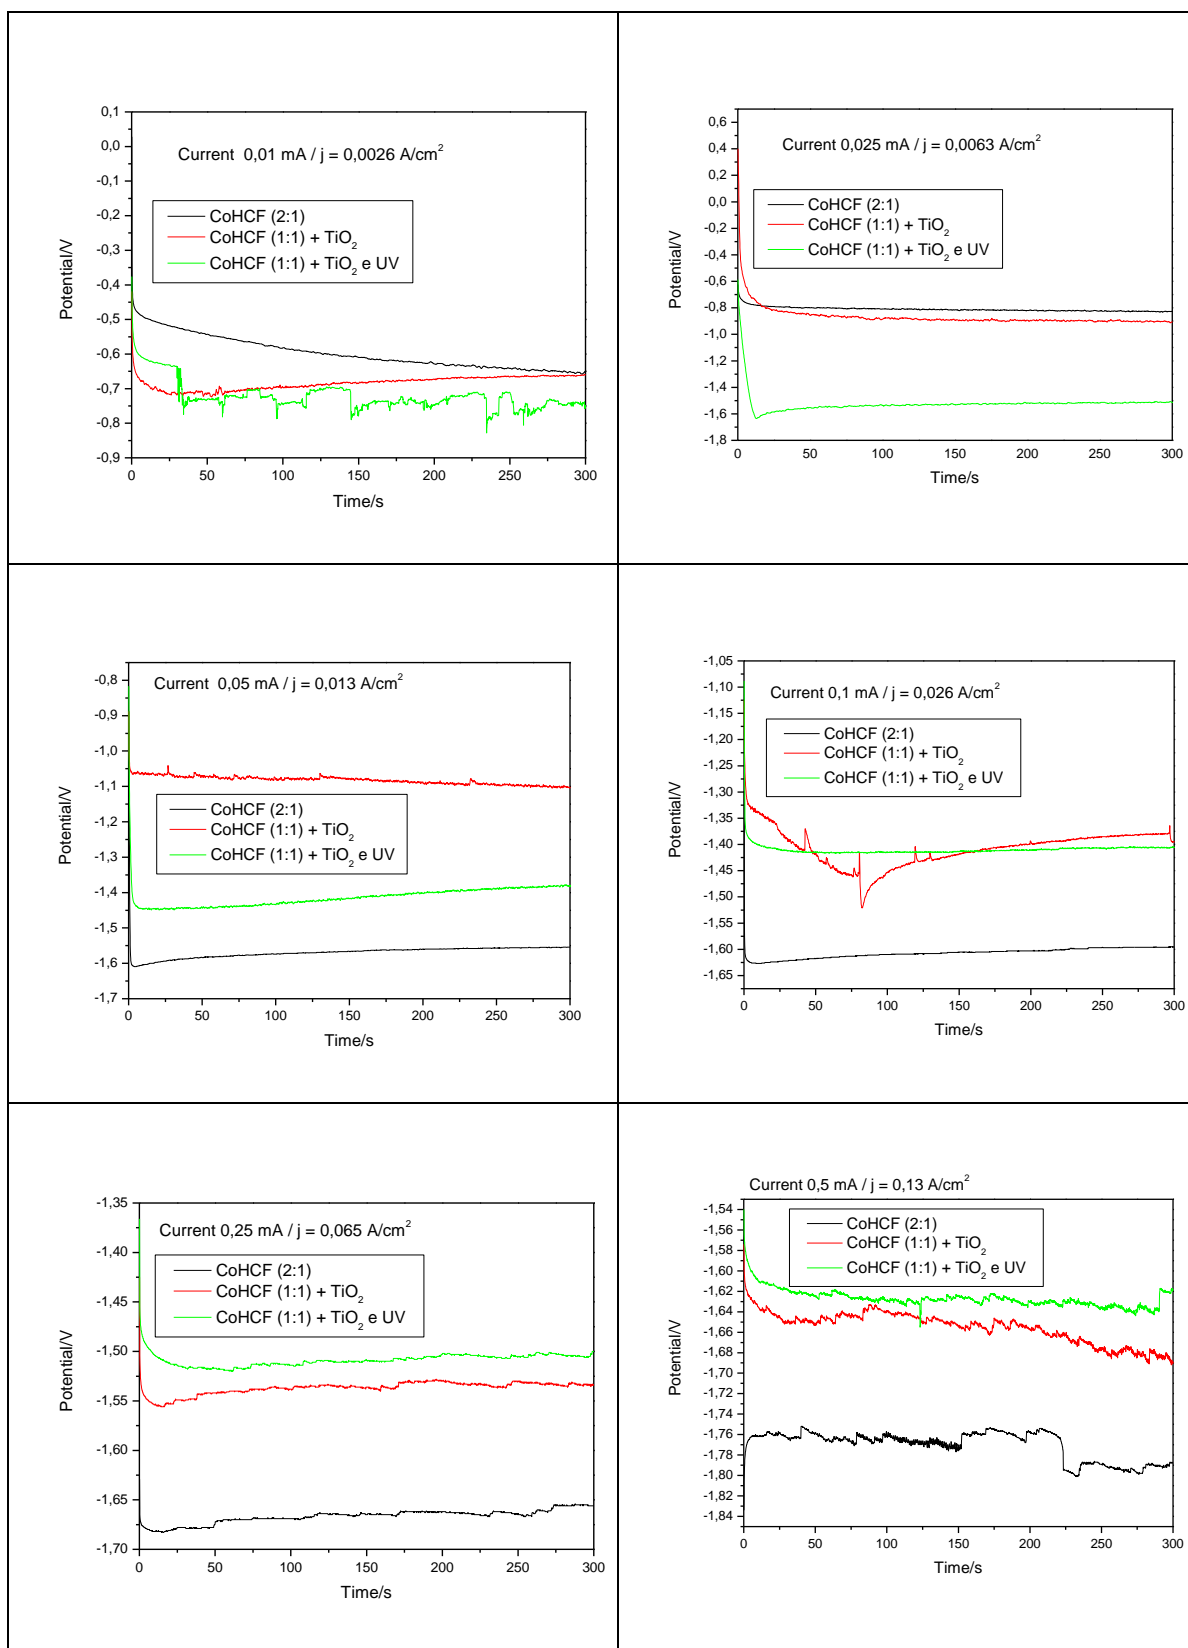 0,1
0,0
-0,1
-0,2
-0,3
-0,4
-0,5
-0,6
-0,7
-0,8
-0,9
Potential/V
Current 0,01 mA / j = 0,0026 A/cm²
CoHCF (2:1)
CoHCF (1:1) + TiO₂
CoHCF (1:1) + TiO₂ e UV
0 50 100 150 200 250 300
Time/s
0,6
0,4
0,2
0,0
-0,2
-0,4
-0,6
-0,8
-1,0
-1,2
-1,4
-1,6
-1,8
Potential/V
Current 0,025 mA / j = 0,0063 A/cm²
CoHCF (2:1)
CoHCF (1:1) + TiO₂
CoHCF (1:1) + TiO₂ e UV
0 50 100 150 200 250 300
Time/s
-0,8
-0,9
-1,0
-1,1
-1,2
-1,3
-1,4
-1,5
-1,6
-1,7
Potential/V
Current 0,05 mA / j = 0,013 A/cm²
CoHCF (2:1)
CoHCF (1:1) + TiO₂
CoHCF (1:1) + TiO₂ e UV
0 50 100 150 200 250 300
Time/s
-1,05
-1,10
-1,15
-1,20
-1,25
-1,30
-1,35
-1,40
-1,45
-1,50
-1,55
-1,60
-1,65
Potential/V
Current 0,1 mA / j = 0,026 A/cm²
CoHCF (2:1)
CoHCF (1:1) + TiO₂
CoHCF (1:1) + TiO₂ e UV
0 50 100 150 200 250 300
Time/s
-1,35
-1,40
-1,45
-1,50
-1,55
-1,60
-1,65
-1,70
Potential/V
Current 0,25 mA / j = 0,065 A/cm²
CoHCF (2:1)
CoHCF (1:1) + TiO₂
CoHCF (1:1) + TiO₂ e UV
0 50 100 150 200 250 300
Time/s
Current 0,5 mA / j = 0,13 A/cm²
-1,54
-1,56
-1,58
-1,60
-1,62
-1,64
-1,66
-1,68
-1,70
-1,72
-1,74
-1,76
-1,78
-1,80
-1,82
-1,84
Potential/V
CoHCF (2:1)
CoHCF (1:1) + TiO₂
CoHCF (1:1) + TiO₂ e UV
0 50 100 150 200 250 300
Time/s